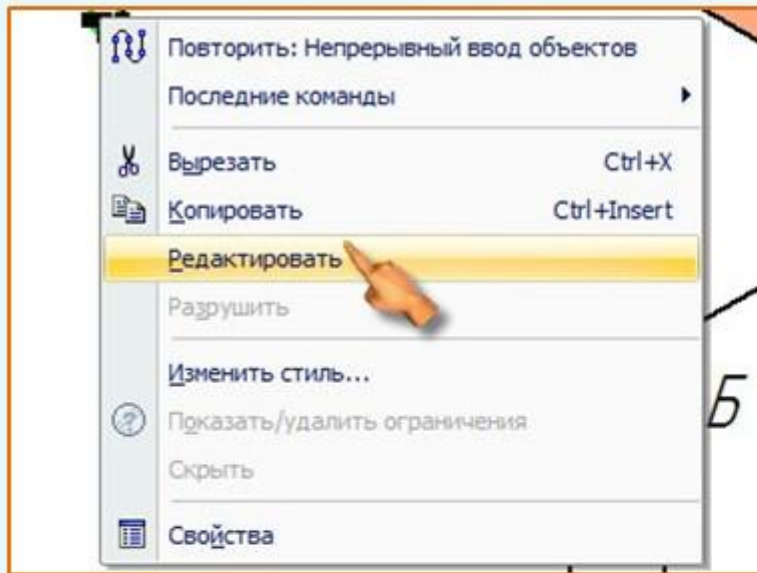 Повторить: Непрерывный ввод объектов
Последние команды
Вырезать Ctrl+X
Копировать Ctrl+Insert
Редактировать
Разрушить
Изменить стиль...
Показать/удалить ограничения
Б
Скрыть
Свойства